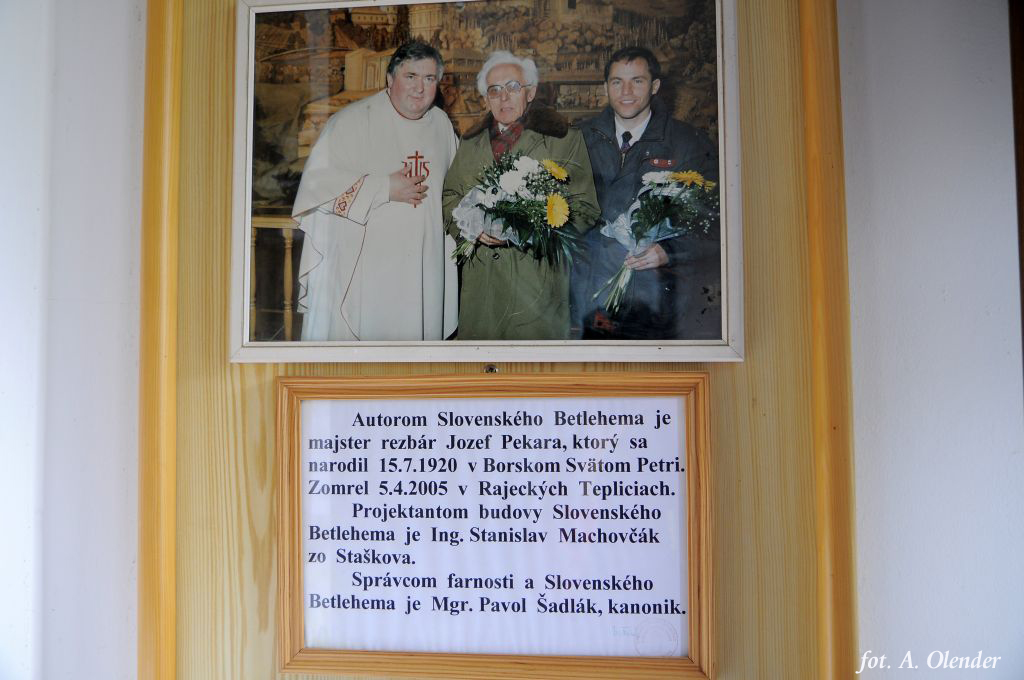 Autorom Slovenského Betlehema je
majster rezbár Jozef Pekara, ktorý sa
narodil 15.7.1920 v Borskom Svätom Petri.
Zomrel 5.4.2005 v Rajeckých Tepliciach.
Projektantom budovy Slovenského
Betlehema je Ing. Stanislav Machovčák
zo Staškova.
Správcom farnosti a Slovenského
Betlehema je Mgr. Pavol Šadlák, kanonik.
fot. A. Olender